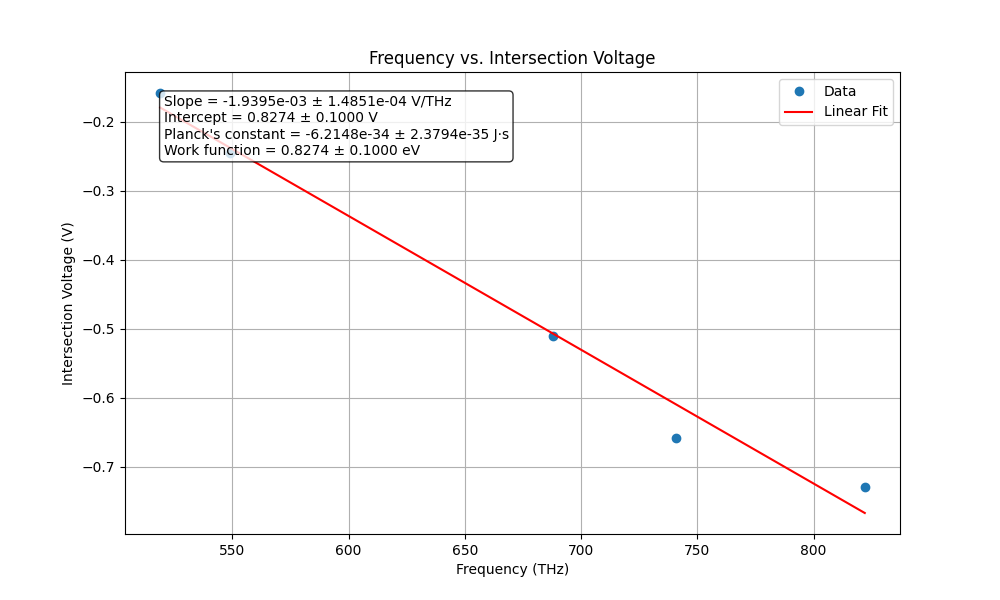 Frequency vs. Intersection Voltage
Slope = -1.9395e-03 ± 1.4851e-04 V/THz
Intercept = 0.8274 ± 0.1000 V
Planck's constant = -6.2148e-34 ± 2.3794e-35 J·s
Work function = 0.8274 ± 0.1000 eV
Data
Linear Fit
Intersection Voltage (V)
−0.2
−0.3
−0.4
−0.5
−0.6
−0.7
550
600
650
700
750
800
Frequency (THz)